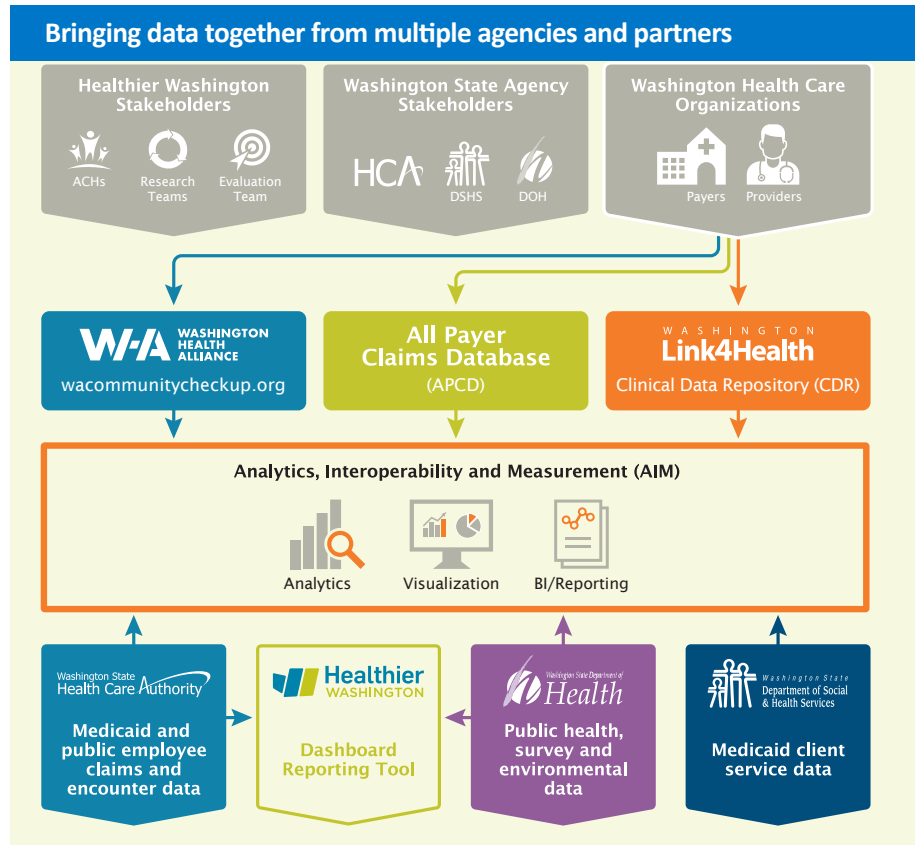 Bringing data together from multiple agencies and partners
Healthier Washington
Stakeholders
ACHs
Research
Teams
Evaluation
Team
Washington State Agency
Stakeholders
HCA
DSHS
DOH
Washington Health Care
Organizations
Payers
Providers
WHA
WASHINGTON
HEALTH
ALLIANCE
wacommunitycheckup.org
All Payer
Claims Database
(APCD)
WASHINGTON
Link4Health
Clinical Data Repository (CDR)
Analytics, Interoperability and Measurement (AIM)
Analytics
Visualization
BI/Reporting
Washington State
Health Care Authority
Medicaid and
public employee
claims and
encounter data
Healthier
WASHINGTON
Dashboard
Reporting Tool
Washington State Department of
Health
Public health,
survey and
environmental
data
Washington State
Department of Social
& Health Services
Medicaid client
service data